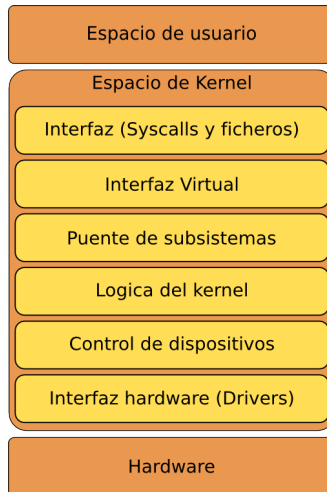 Espacio de usuario
Espacio de Kernel
Interfaz (Syscalls y ficheros)
Interfaz Virtual
Puente de subsistemas
Logica del kernel
Control de dispositivos
Interfaz hardware (Drivers)
Hardware